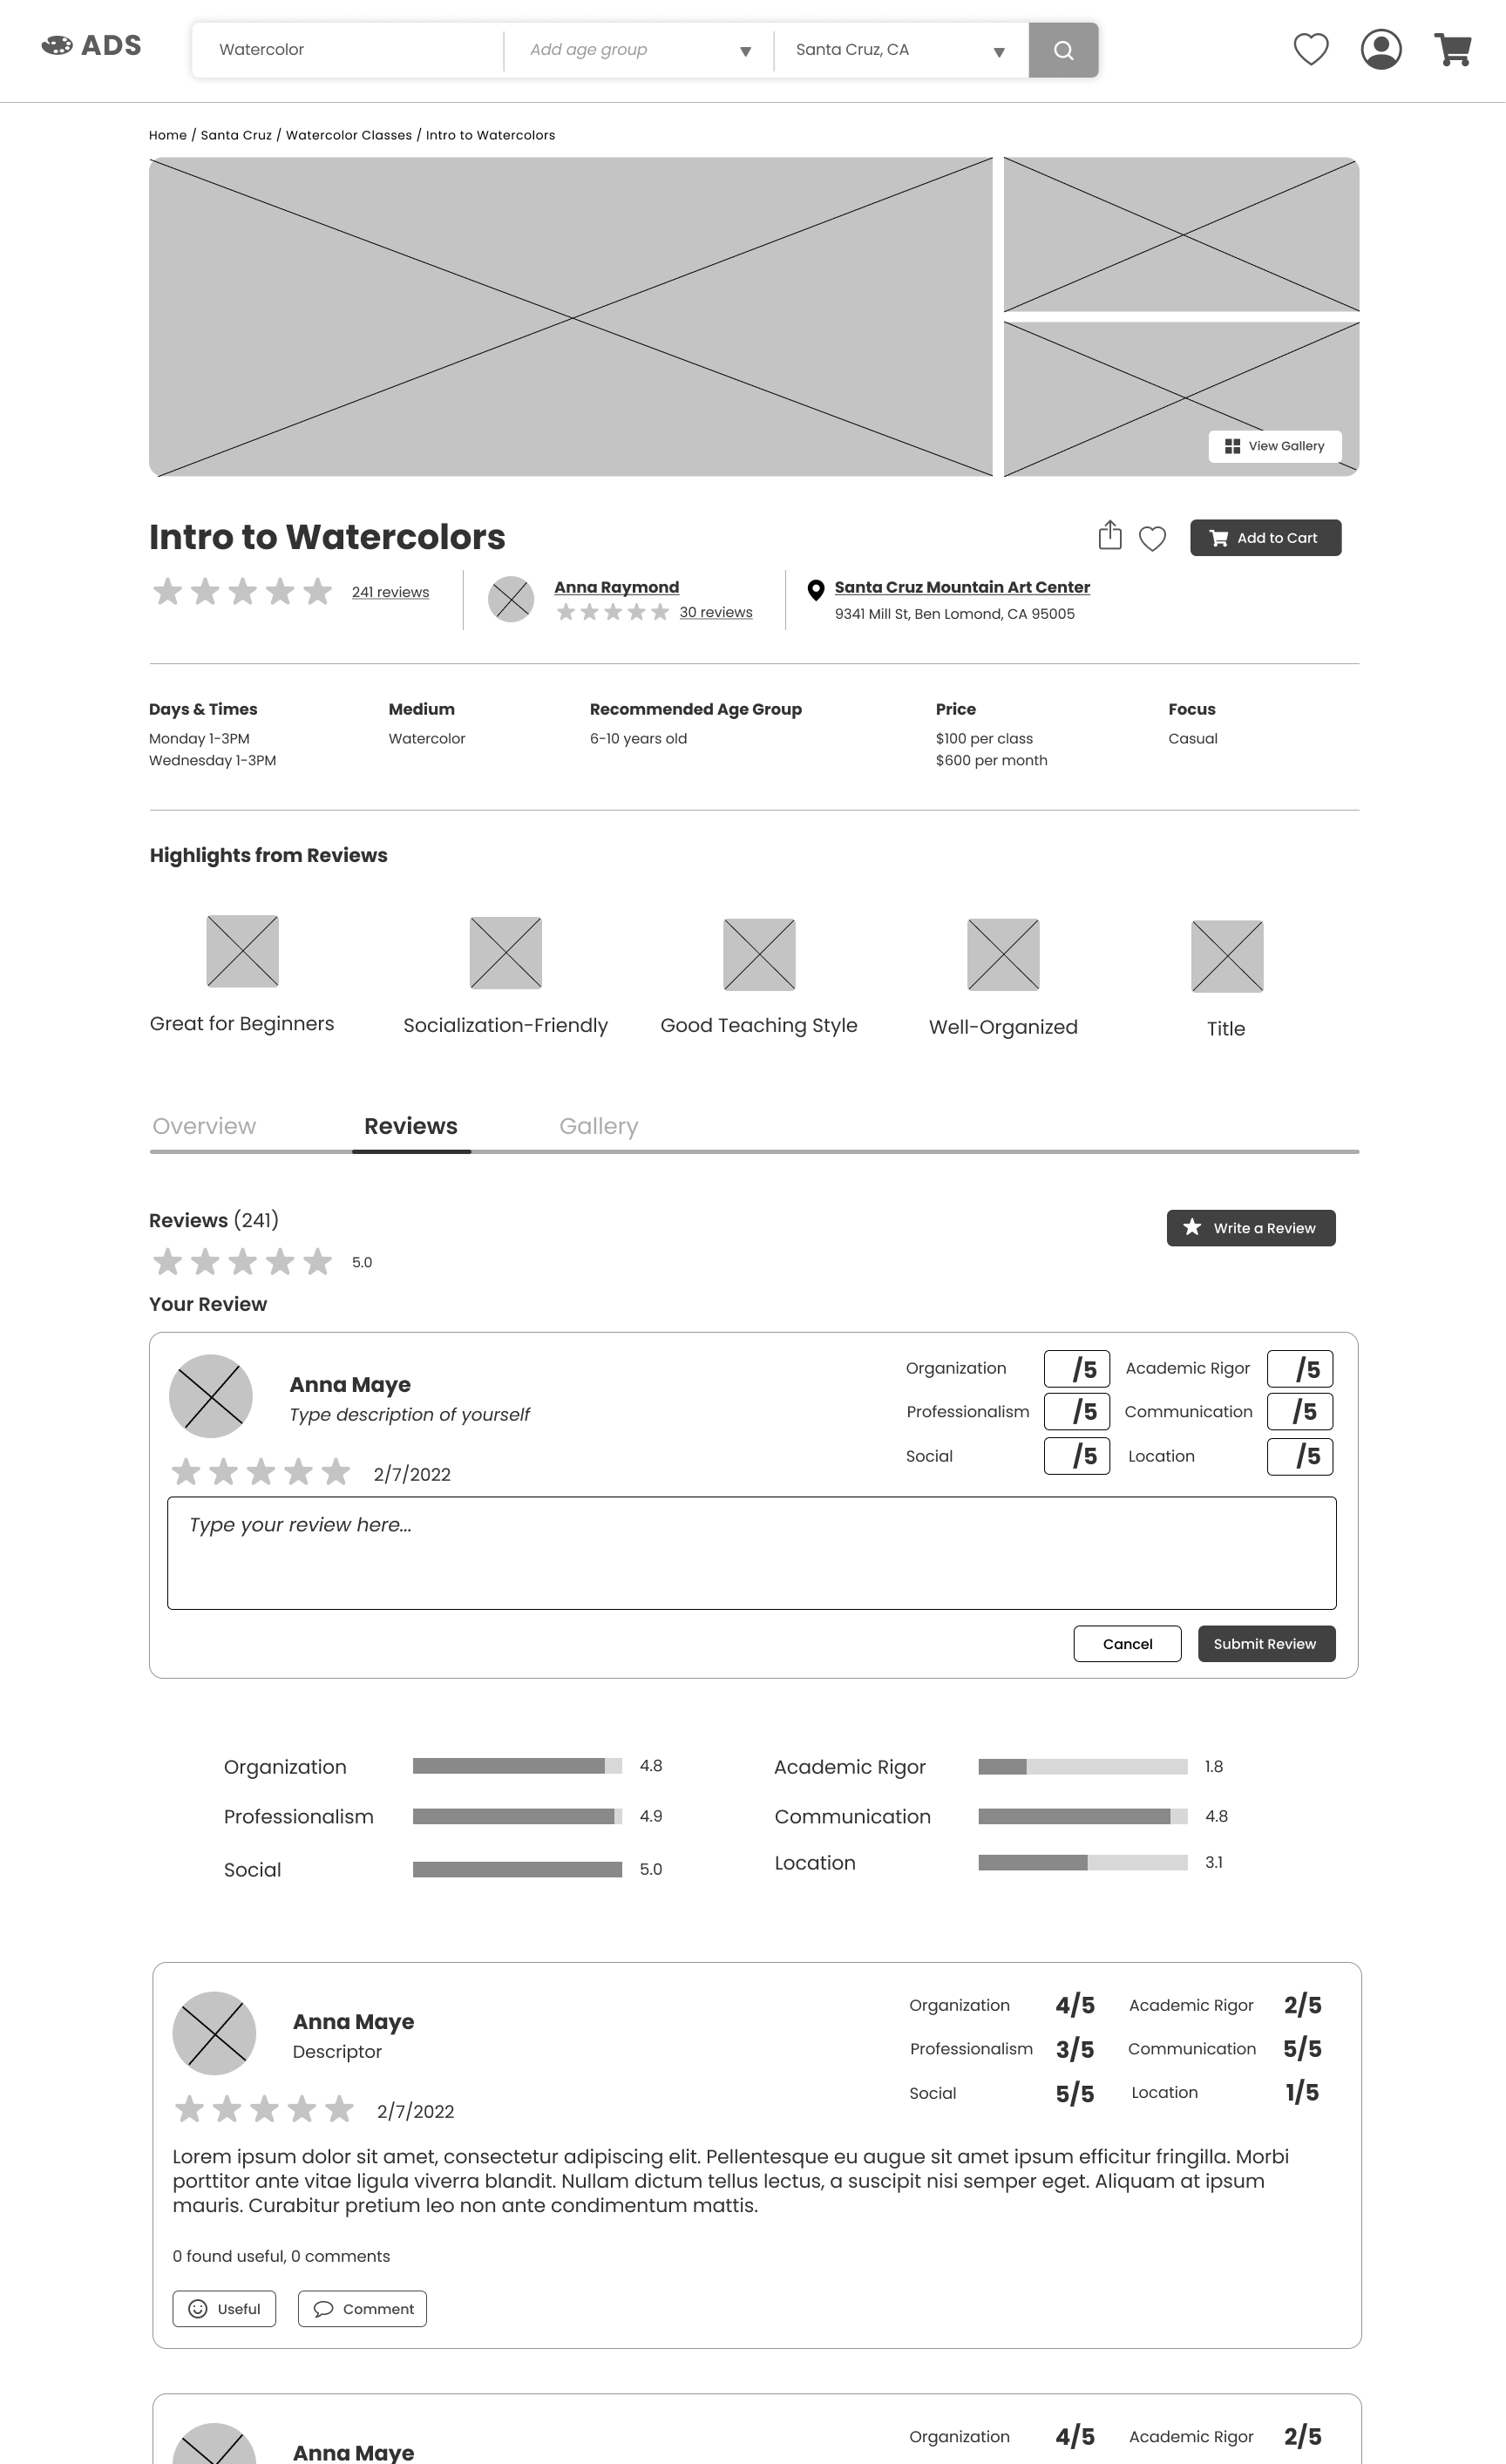 ADS
Watercolor
Add age group
Santa Cruz, CA
Home / Santa Cruz / Watercolor Classes / Intro to Watercolors
View Gallery
Intro to Watercolors
Add to Cart
241 reviews
Anna Raymond
30 reviews
Santa Cruz Mountain Art Center
9341 Mill St, Ben Lomond, CA 95005
Days & Times
Monday 1-3PM
Wednesday 1-3PM
Medium
Watercolor
Recommended Age Group
6-10 years old
Price
$100 per class
$600 per month
Focus
Casual
Highlights from Reviews
Great for Beginners
Socialization-Friendly
Good Teaching Style
Well-Organized
Title
Overview
Reviews
Gallery
Reviews (241)
5.0
Write a Review
Your Review
Anna Maye
Type description of yourself
2/7/2022
Organization /5
Academic Rigor /5
Professionalism /5
Communication /5
Social /5
Location /5
Type your review here...
Cancel
Submit Review
Organization 4.8
Academic Rigor 1.8
Professionalism 4.9
Communication 4.8
Social 5.0
Location 3.1
Anna Maye
Descriptor
2/7/2022
Organization 4/5
Academic Rigor 2/5
Professionalism 3/5
Communication 5/5
Social 5/5
Location 1/5
Lorem ipsum dolor sit amet, consectetur adipiscing elit. Pellentesque eu augue sit amet ipsum efficitur fringilla. Morbi
porttitor ante vitae ligula viverra blandit. Nullam dictum tellus lectus, a suscipit nisi semper eget. Aliquam at ipsum
mauris. Curabitur pretium leo non ante condimentum mattis.
0 found useful, 0 comments
Useful
Comment
Anna Maye
Organization 4/5
Academic Rigor 2/5